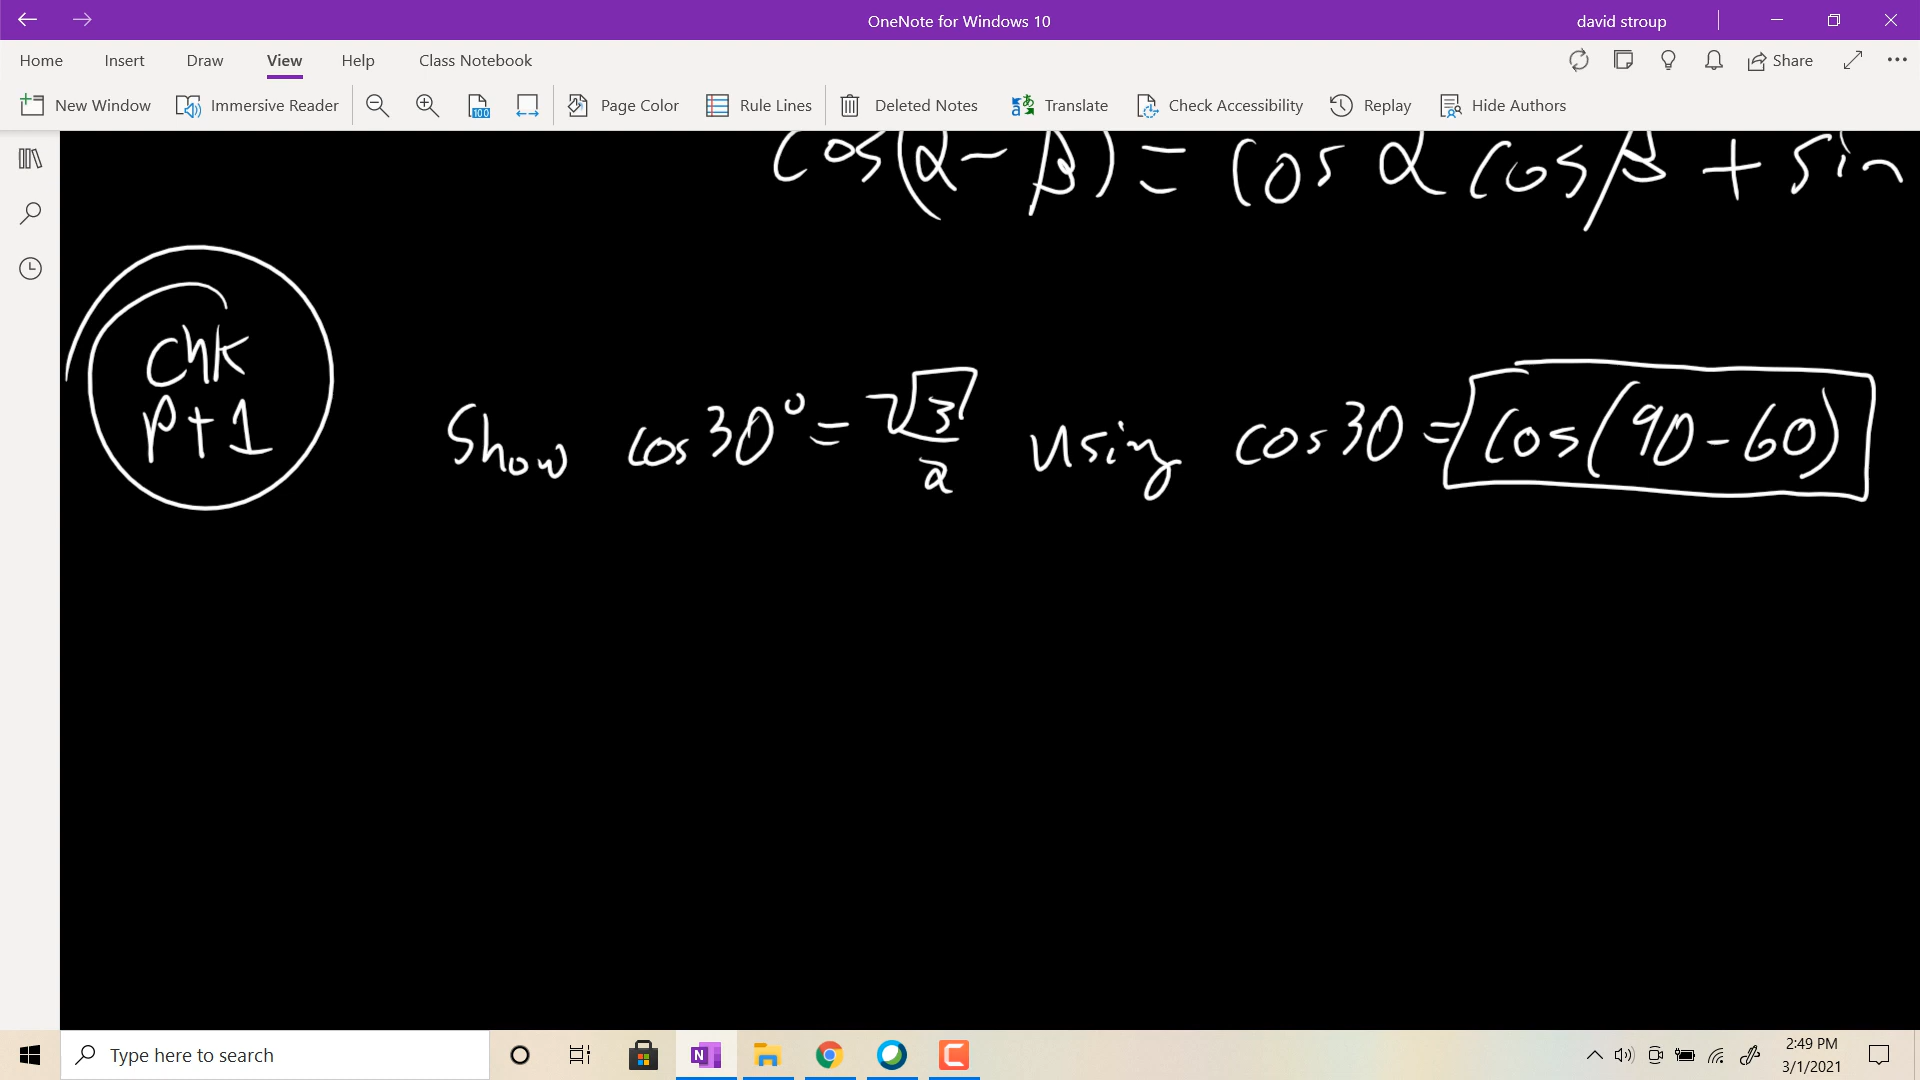 OneNote for Windows 10
david stroup
Home Insert Draw View Help Class Notebook Share
New Window Immersive Reader 100 Page Color Rule Lines Deleted Notes Translate Check Accessibility Replay Hide Authors
cos(α-β) = cos α cos β + sin
Chk
pt 1
Show cos 30° = √3/2 using cos 30 = cos(90-60)
Type here to search
2:49 PM
3/1/2021